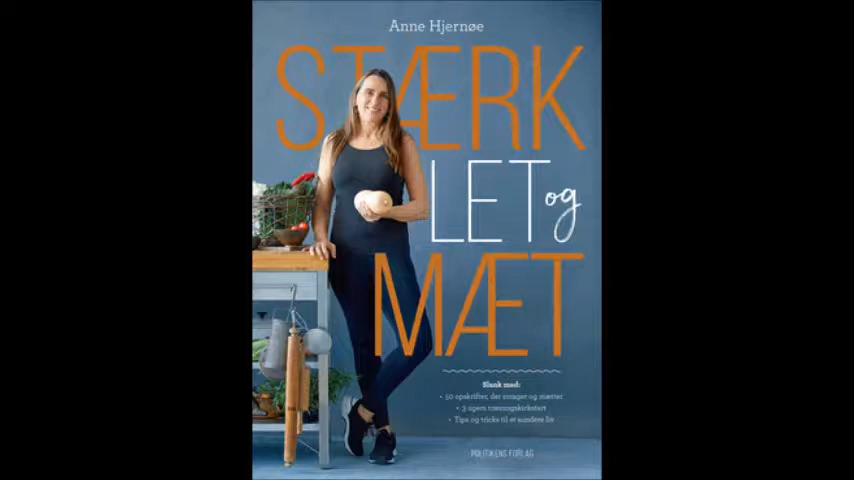 Anne Hjernøe
STÆRK
LET og
MÆT
Slank med:
• 50 opskrifter, der smager og mætter
• 3 ugers træningskickstart
• Tips og tricks til et sundere liv
POLITIKENS FORLAG